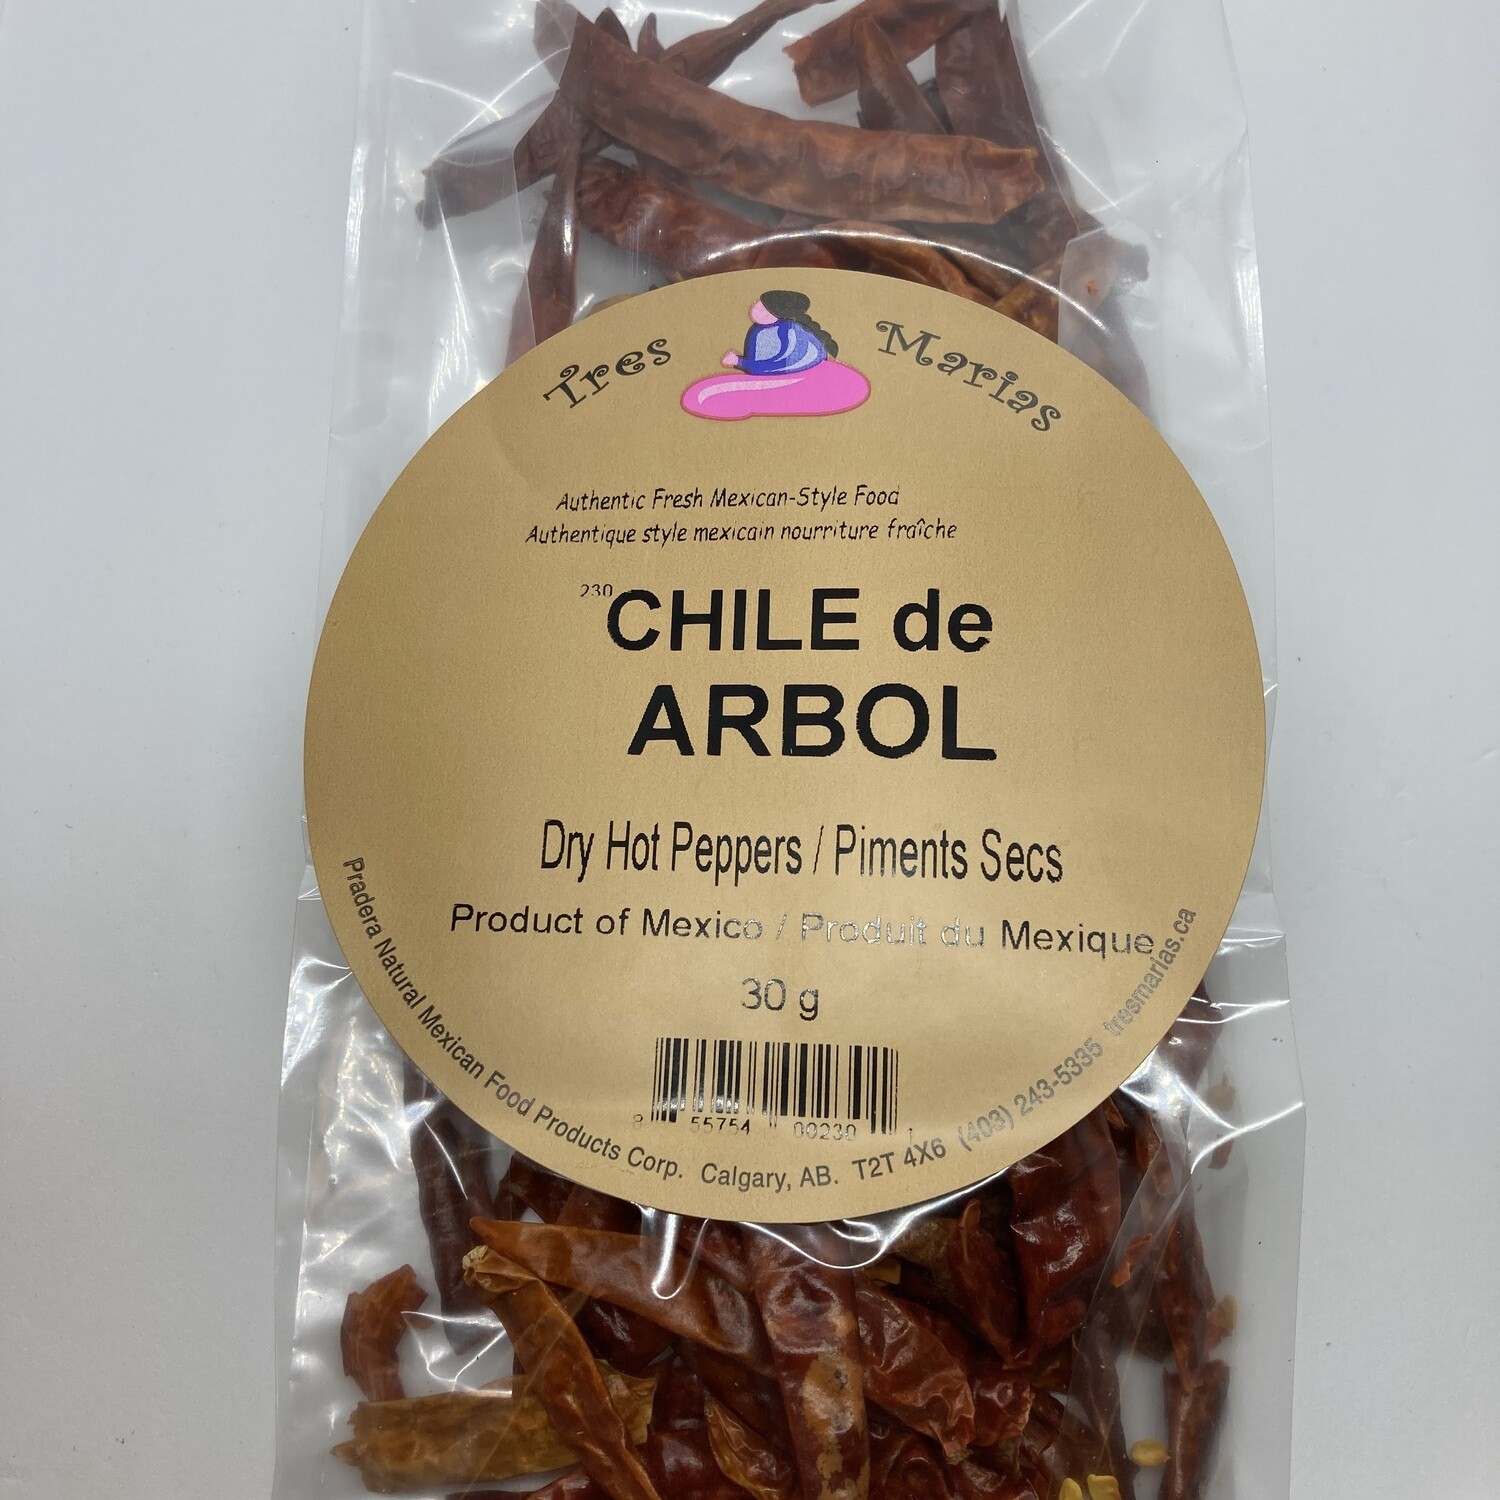 Tres Marias
Authentic Fresh Mexican-Style Food
Authentique style mexicain nourriture fraîche
230
CHILE de
ARBOL
Dry Hot Peppers / Piments Secs
Product of Mexico / Produit du Mexique
30 g
8 55754 00230 1
Pradera Natural Mexican Food Products Corp. Calgary, AB. T2T 4X6 (403) 243-5335 tresmarias.ca